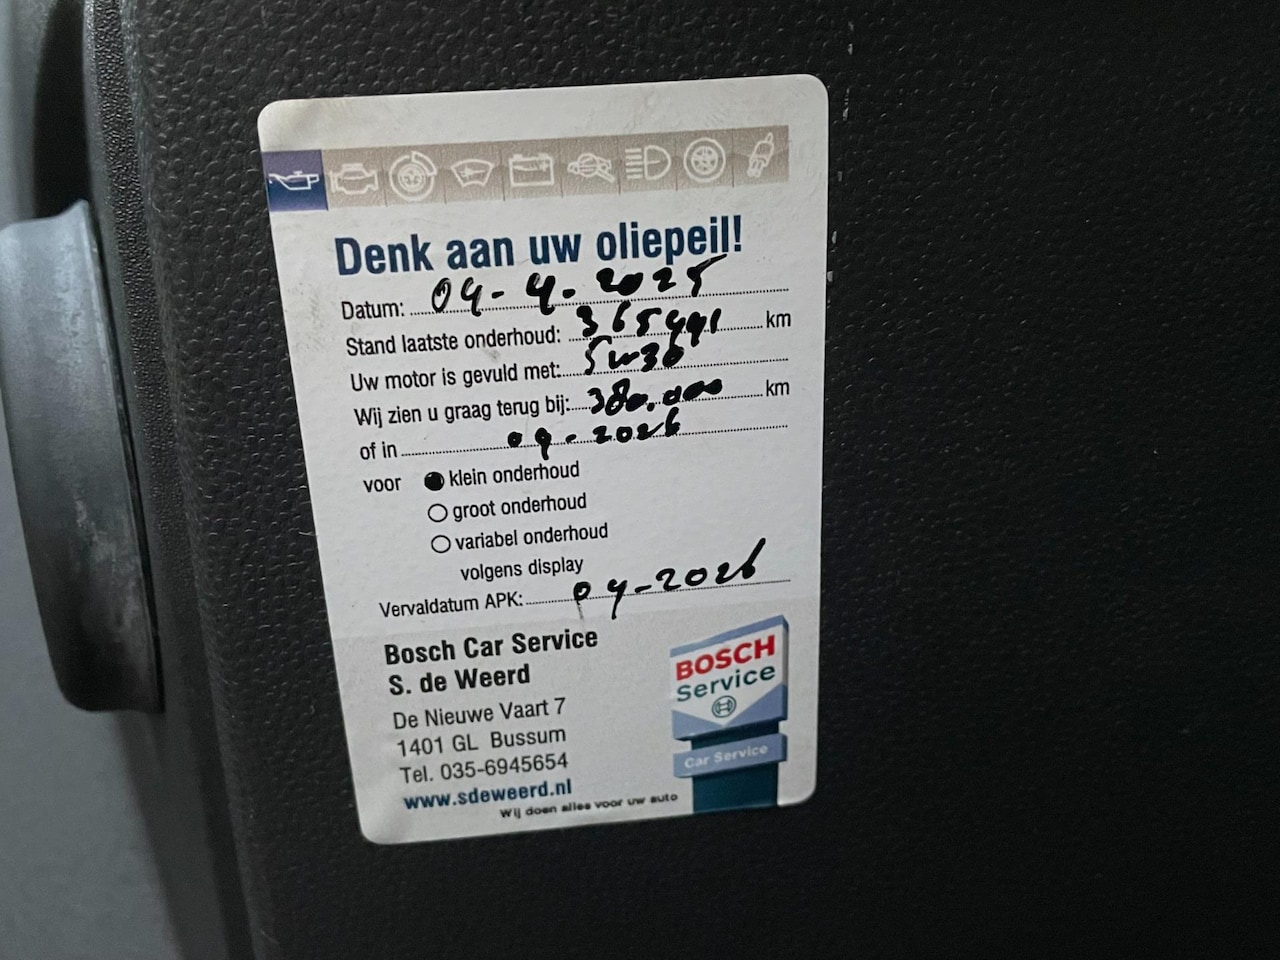 Denk aan uw oliepeil!
Datum: 04-4-2025
Stand laatste onderhoud: 365491 km
Uw motor is gevuld met: 5w30
Wij zien u graag terug bij: 380.000 km
of in 04-2026
voor klein onderhoud
groot onderhoud
variabel onderhoud
volgens display
Vervaldatum APK: 04-2026
Bosch Car Service
S. de Weerd
De Nieuwe Vaart 7
1401 GL Bussum
Tel. 035-6945654
www.sdeweerd.nl
Wij doen alles voor uw auto
BOSCH
Service
Car Service